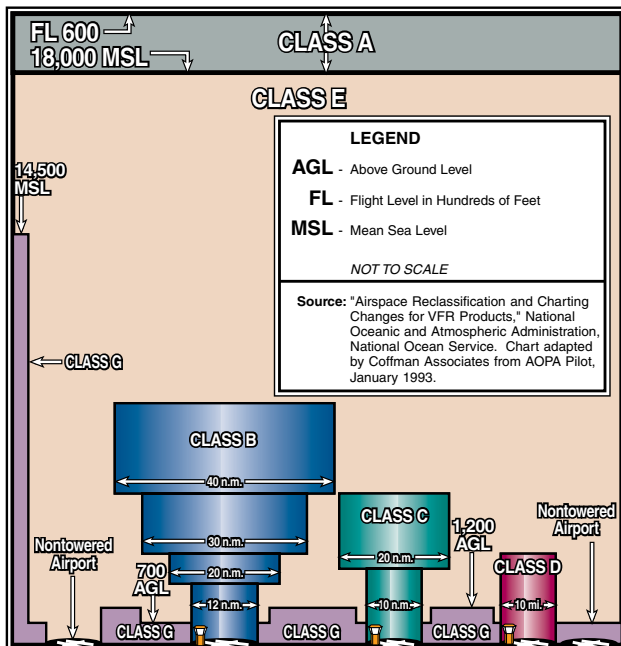 FL 600
18,000 MSL
CLASS A
CLASS E
LEGEND
AGL - Above Ground Level
FL - Flight Level in Hundreds of Feet
MSL - Mean Sea Level
NOT TO SCALE
Source: "Airspace Reclassification and Charting
Changes for VFR Products," National
Oceanic and Atmospheric Administration,
National Ocean Service. Chart adapted
by Coffman Associates from AOPA Pilot,
January 1993.
14,500
MSL
CLASS G
CLASS B
40 n.m.
30 n.m.
20 n.m.
12 n.m.
CLASS C
20 n.m.
10 n.m.
1,200
AGL
CLASS D
10 mi.
Nontowered
Airport
Nontowered
Airport
700
AGL
CLASS G
CLASS G
CLASS G